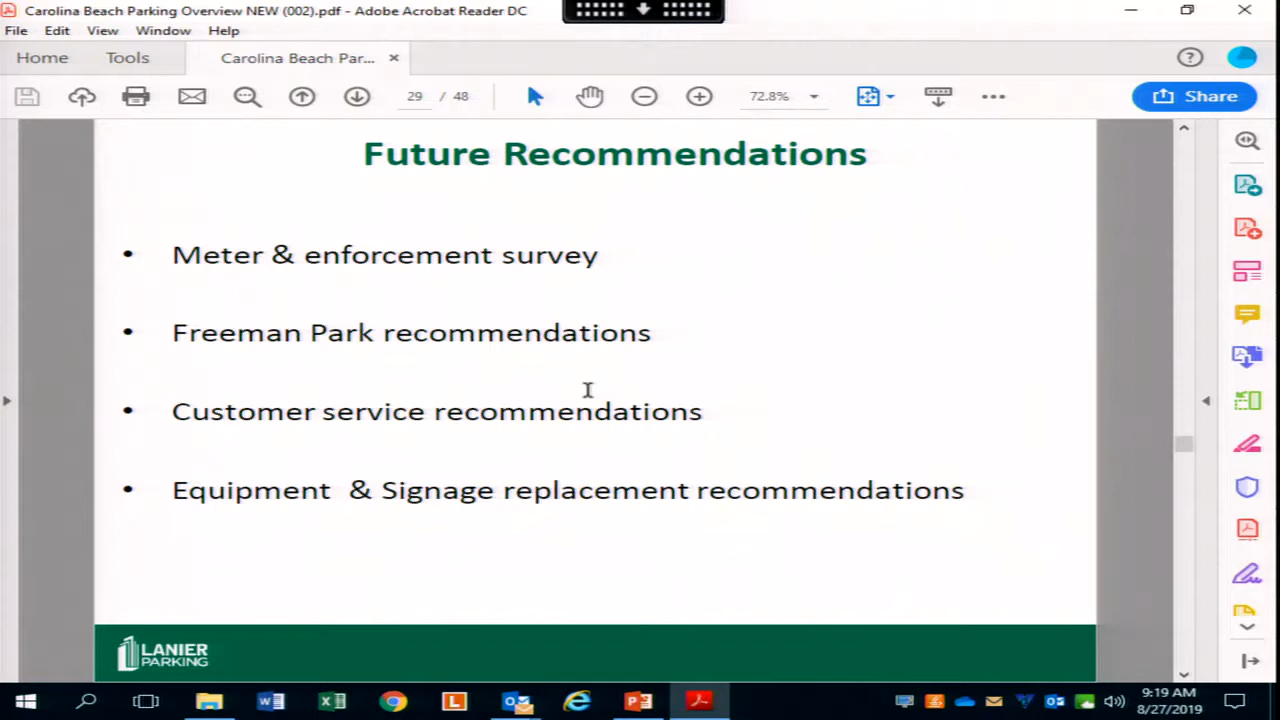 Carolina Beach Parking Overview NEW (002).pdf - Adobe Acrobat Reader DC
File Edit View Window Help
Home Tools Carolina Beach Par... ×
29 / 48 72.8% Share
Future Recommendations
• Meter & enforcement survey
• Freeman Park recommendations
• Customer service recommendations
• Equipment & Signage replacement recommendations
LANIER
PARKING
9:19 AM
8/27/2019